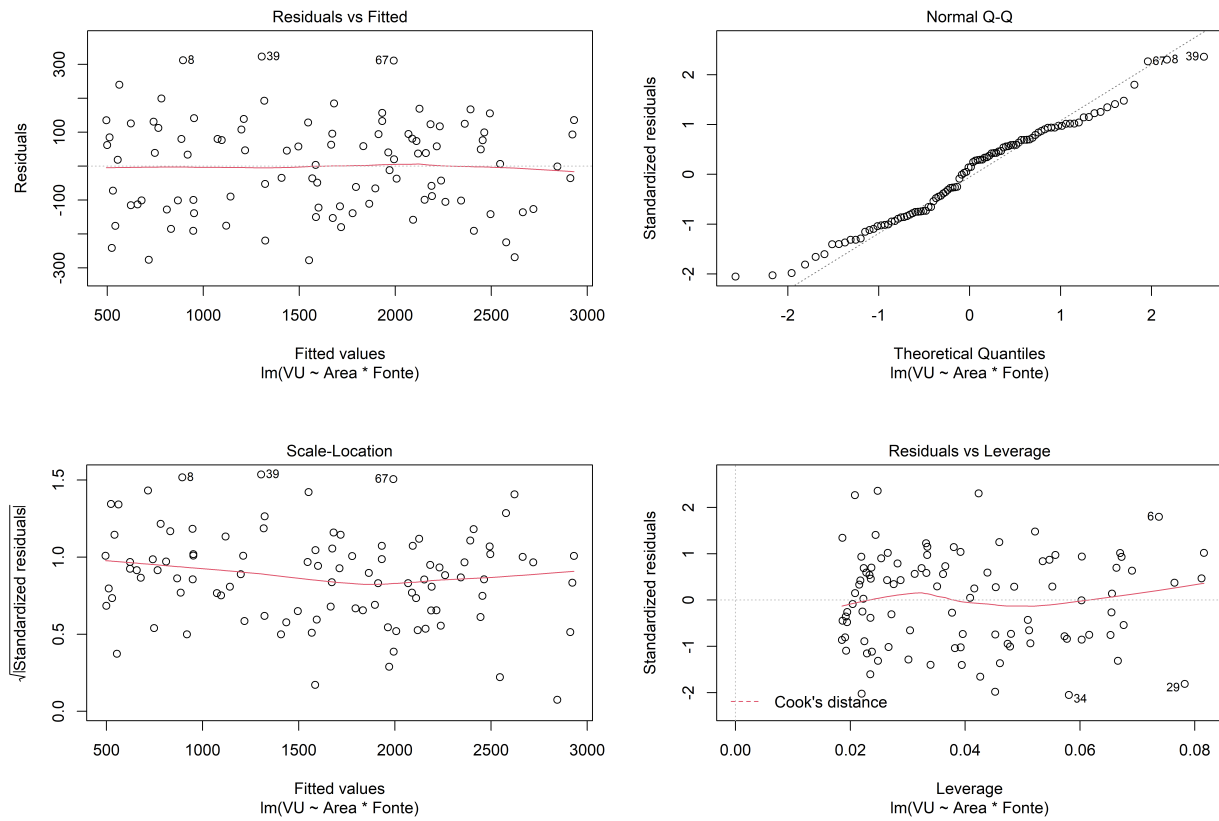 Residuals vs Fitted
Residuals
300
100
-100
-300
8
39
67
500 1000 1500 2000 2500 3000
Fitted values
lm(VU ~ Area * Fonte)
Normal Q-Q
Standardized residuals
2
1
0
-1
-2
67 8 39
-2 -1 0 1 2
Theoretical Quantiles
lm(VU ~ Area * Fonte)
Scale-Location
√|Standardized residuals|
1.5
1.0
0.5
0.0
8
39
67
500 1000 1500 2000 2500 3000
Fitted values
lm(VU ~ Area * Fonte)
Residuals vs Leverage
Standardized residuals
2
1
0
-1
-2
6
29
34
Cook's distance
0.00 0.02 0.04 0.06 0.08
Leverage
lm(VU ~ Area * Fonte)